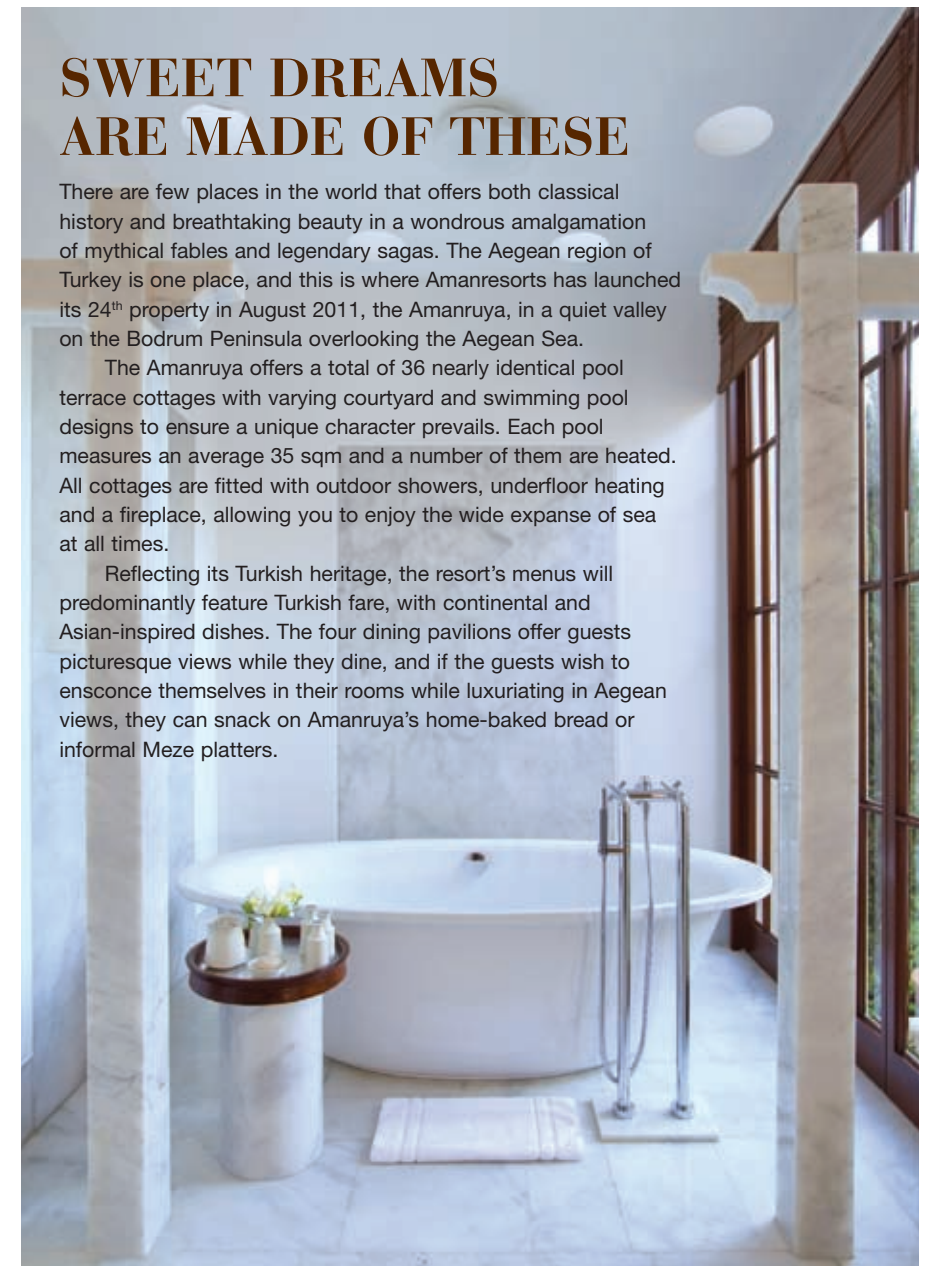 SWEET DREAMS
ARE MADE OF THESE
There are few places in the world that offers both classical
history and breathtaking beauty in a wondrous amalgamation
of mythical fables and legendary sagas. The Aegean region of
Turkey is one place, and this is where Amanresorts has launched
its 24th property in August 2011, the Amanruya, in a quiet valley
on the Bodrum Peninsula overlooking the Aegean Sea.
The Amanruya offers a total of 36 nearly identical pool
terrace cottages with varying courtyard and swimming pool
designs to ensure a unique character prevails. Each pool
measures an average 35 sqm and a number of them are heated.
All cottages are fitted with outdoor showers, underfloor heating
and a fireplace, allowing you to enjoy the wide expanse of sea
at all times.
Reflecting its Turkish heritage, the resort’s menus will
predominantly feature Turkish fare, with continental and
Asian-inspired dishes. The four dining pavilions offer guests
picturesque views while they dine, and if the guests wish to
ensconce themselves in their rooms while luxuriating in Aegean
views, they can snack on Amanruya’s home-baked bread or
informal Meze platters.